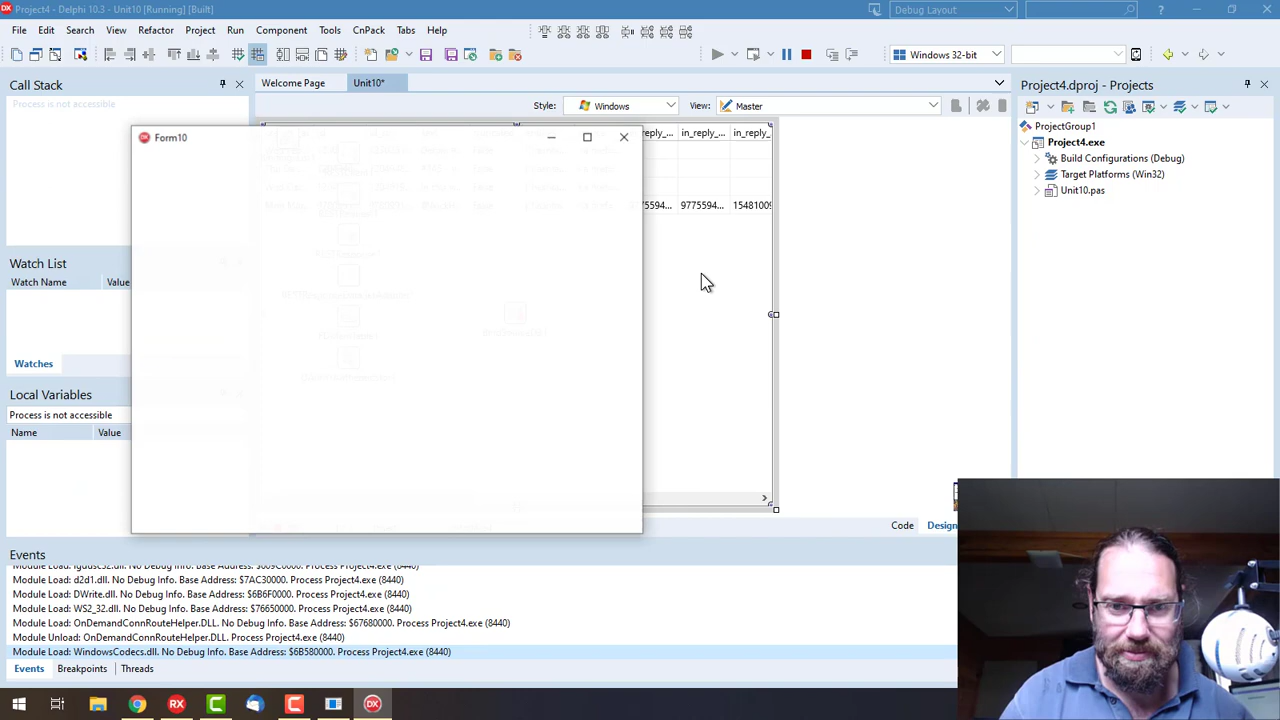 Project4 - Delphi 10.3 - Unit10 [Running] [Built]
Debug Layout
File Edit Search View Refactor Project Run Component Tools CnPack Tabs Help
Windows 32-bit
Call Stack
Process is not accessible
Welcome Page Unit10*
Style: Windows View: Master
Project4.dproj - Projects
ProjectGroup1
Project4.exe
Build Configurations (Debug)
Target Platforms (Win32)
Unit10.pas
Form10
in_reply_... in_reply_
775594... 9775594... 15481009
Watch List
Watch Name Value
Watches
Local Variables
Process is not accessible
Name Value
Code Design
Events
Module Load: d2d1.dll. No Debug Info. Base Address: $7AC30000. Process Project4.exe (8440)
Module Load: DWrite.dll. No Debug Info. Base Address: $6B6F0000. Process Project4.exe (8440)
Module Load: WS2_32.dll. No Debug Info. Base Address: $76650000. Process Project4.exe (8440)
Module Load: OnDemandConnRouteHelper.DLL. No Debug Info. Base Address: $67680000. Process Project4.exe (8440)
Module Unload: OnDemandConnRouteHelper.DLL. Process Project4.exe (8440)
Module Load: WindowsCodecs.dll. No Debug Info. Base Address: $6B580000. Process Project4.exe (8440)
Events Breakpoints Threads